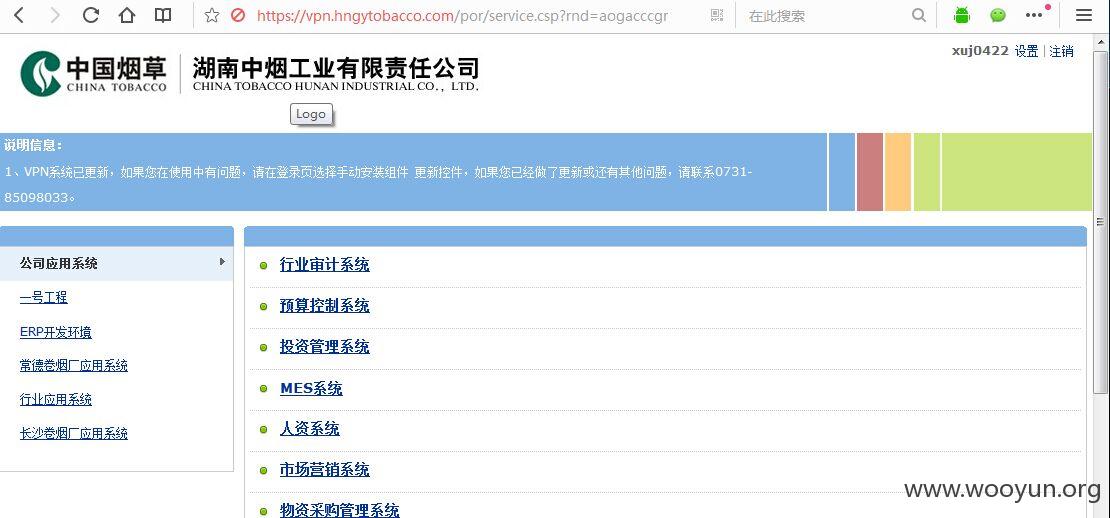 https://vpn.hngytobacco.com/por/service.csp?rnd=aogacccgr
在此搜索
xuj0422 设置 | 注销
中国烟草
CHINA TOBACCO
湖南中烟工业有限责任公司
CHINA TOBACCO HUNAN INDUSTRIAL CO., LTD.
Logo
说明信息：
1、VPN系统已更新，如果您在使用中有问题，请在登录页选择手动安装组件 更新控件，如果您已经做了更新或还有其他问题，请联系0731-
85098033。
公司应用系统
一号工程
ERP开发环境
常德卷烟厂应用系统
行业应用系统
长沙卷烟厂应用系统
行业审计系统
预算控制系统
投资管理系统
MES系统
人资系统
市场营销系统
物资采购管理系统
www.wooyun.org